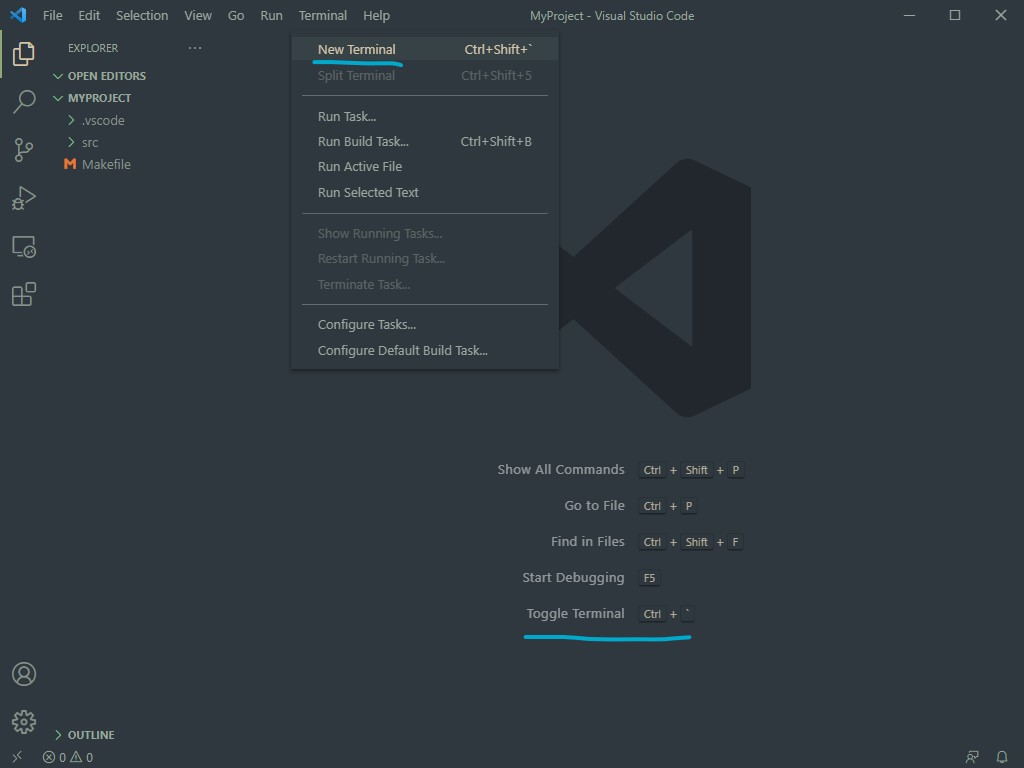 File Edit Selection View Go Run Terminal Help MyProject - Visual Studio Code
EXPLORER ...
OPEN EDITORS
MYPROJECT
.vscode
src
M Makefile
OUTLINE
New Terminal Ctrl+Shift+`
Split Terminal Ctrl+Shift+5
Run Task...
Run Build Task... Ctrl+Shift+B
Run Active File
Run Selected Text
Show Running Tasks...
Restart Running Task...
Terminate Task...
Configure Tasks...
Configure Default Build Task...
Show All Commands Ctrl + Shift + P
Go to File Ctrl + P
Find in Files Ctrl + Shift + F
Start Debugging F5
Toggle Terminal Ctrl + `
0 0